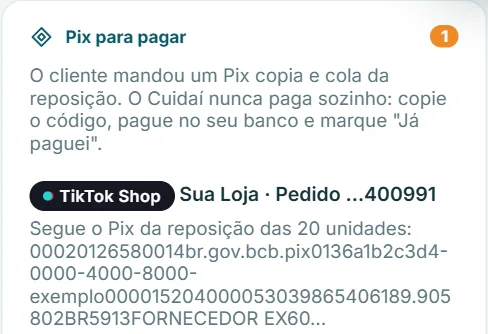 Pix para pagar 1
O cliente mandou um Pix copia e cola da
reposição. O Cuidaí nunca paga sozinho: copie
o código, pague no seu banco e marque "Já
paguei".
TikTok Shop Sua Loja · Pedido ...400991
Segue o Pix da reposição das 20 unidades:
00020126580014br.gov.bcb.pix0136a1b2c3d4-
0000-4000-8000-
exemplo5204000053039865406189.905
802BR5913FORNECEDOR EX60...